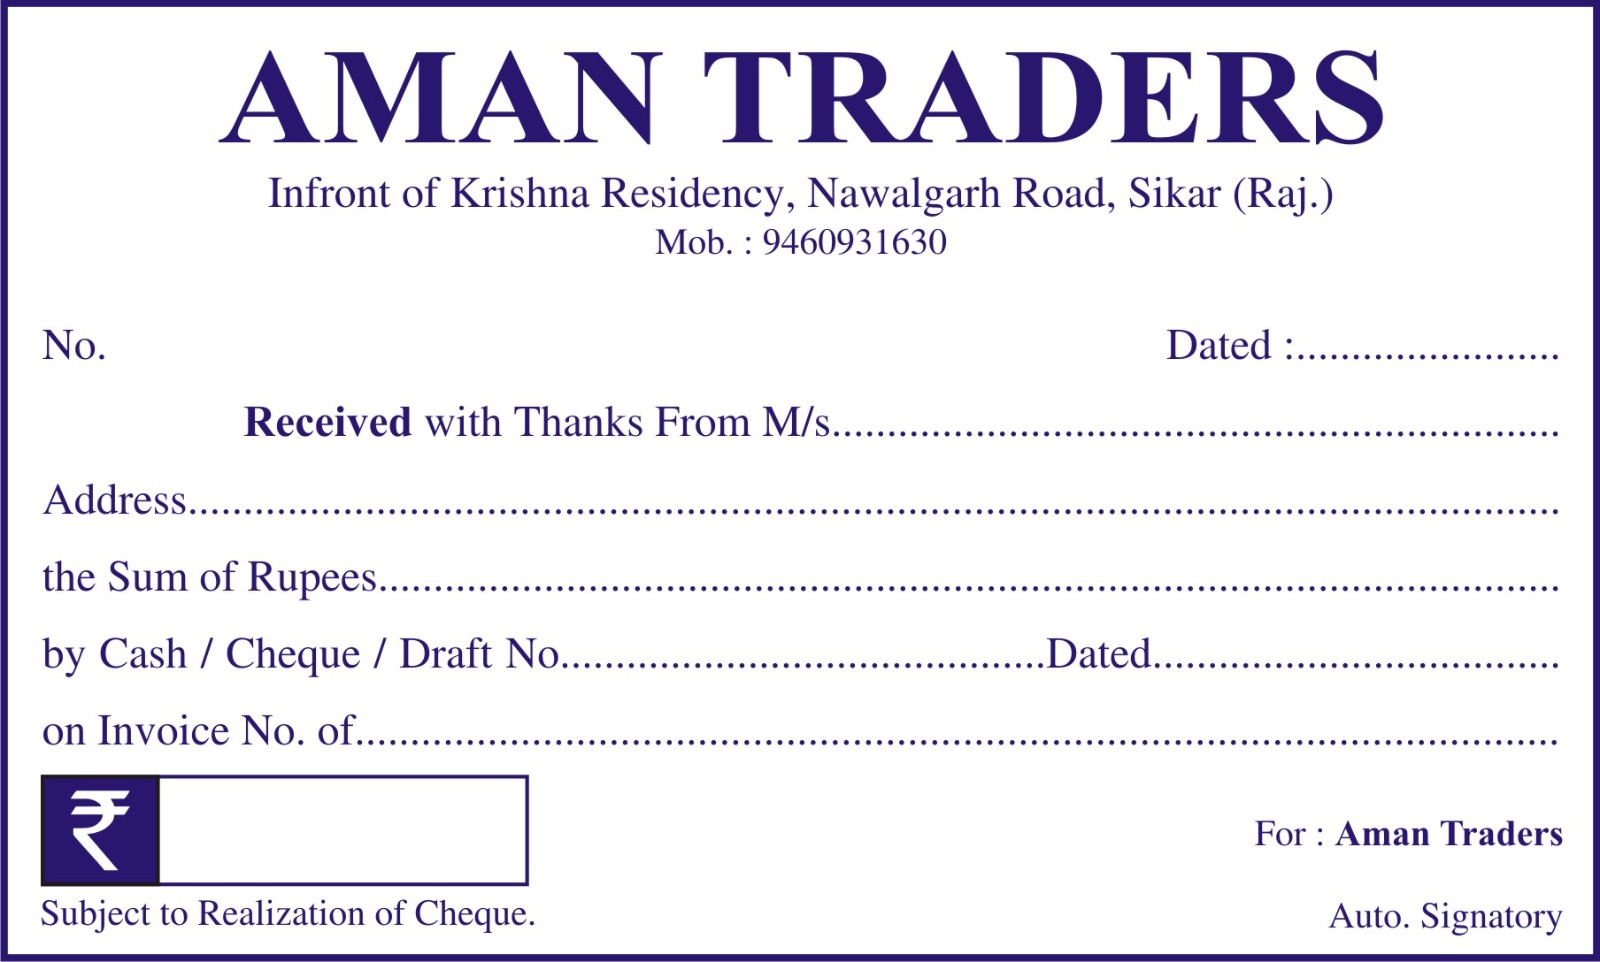 AMAN TRADERS
Infront of Krishna Residency, Nawalgarh Road, Sikar (Raj.)
Mob. : 9460931630
No. Dated :........................
Received with Thanks From M/s..................................................................
Address.............................................................................................................................
the Sum of Rupees...........................................................................................................
by Cash / Cheque / Draft No............................................Dated.....................................
on Invoice No. of.............................................................................................................
₹
For : Aman Traders
Subject to Realization of Cheque. Auto. Signatory